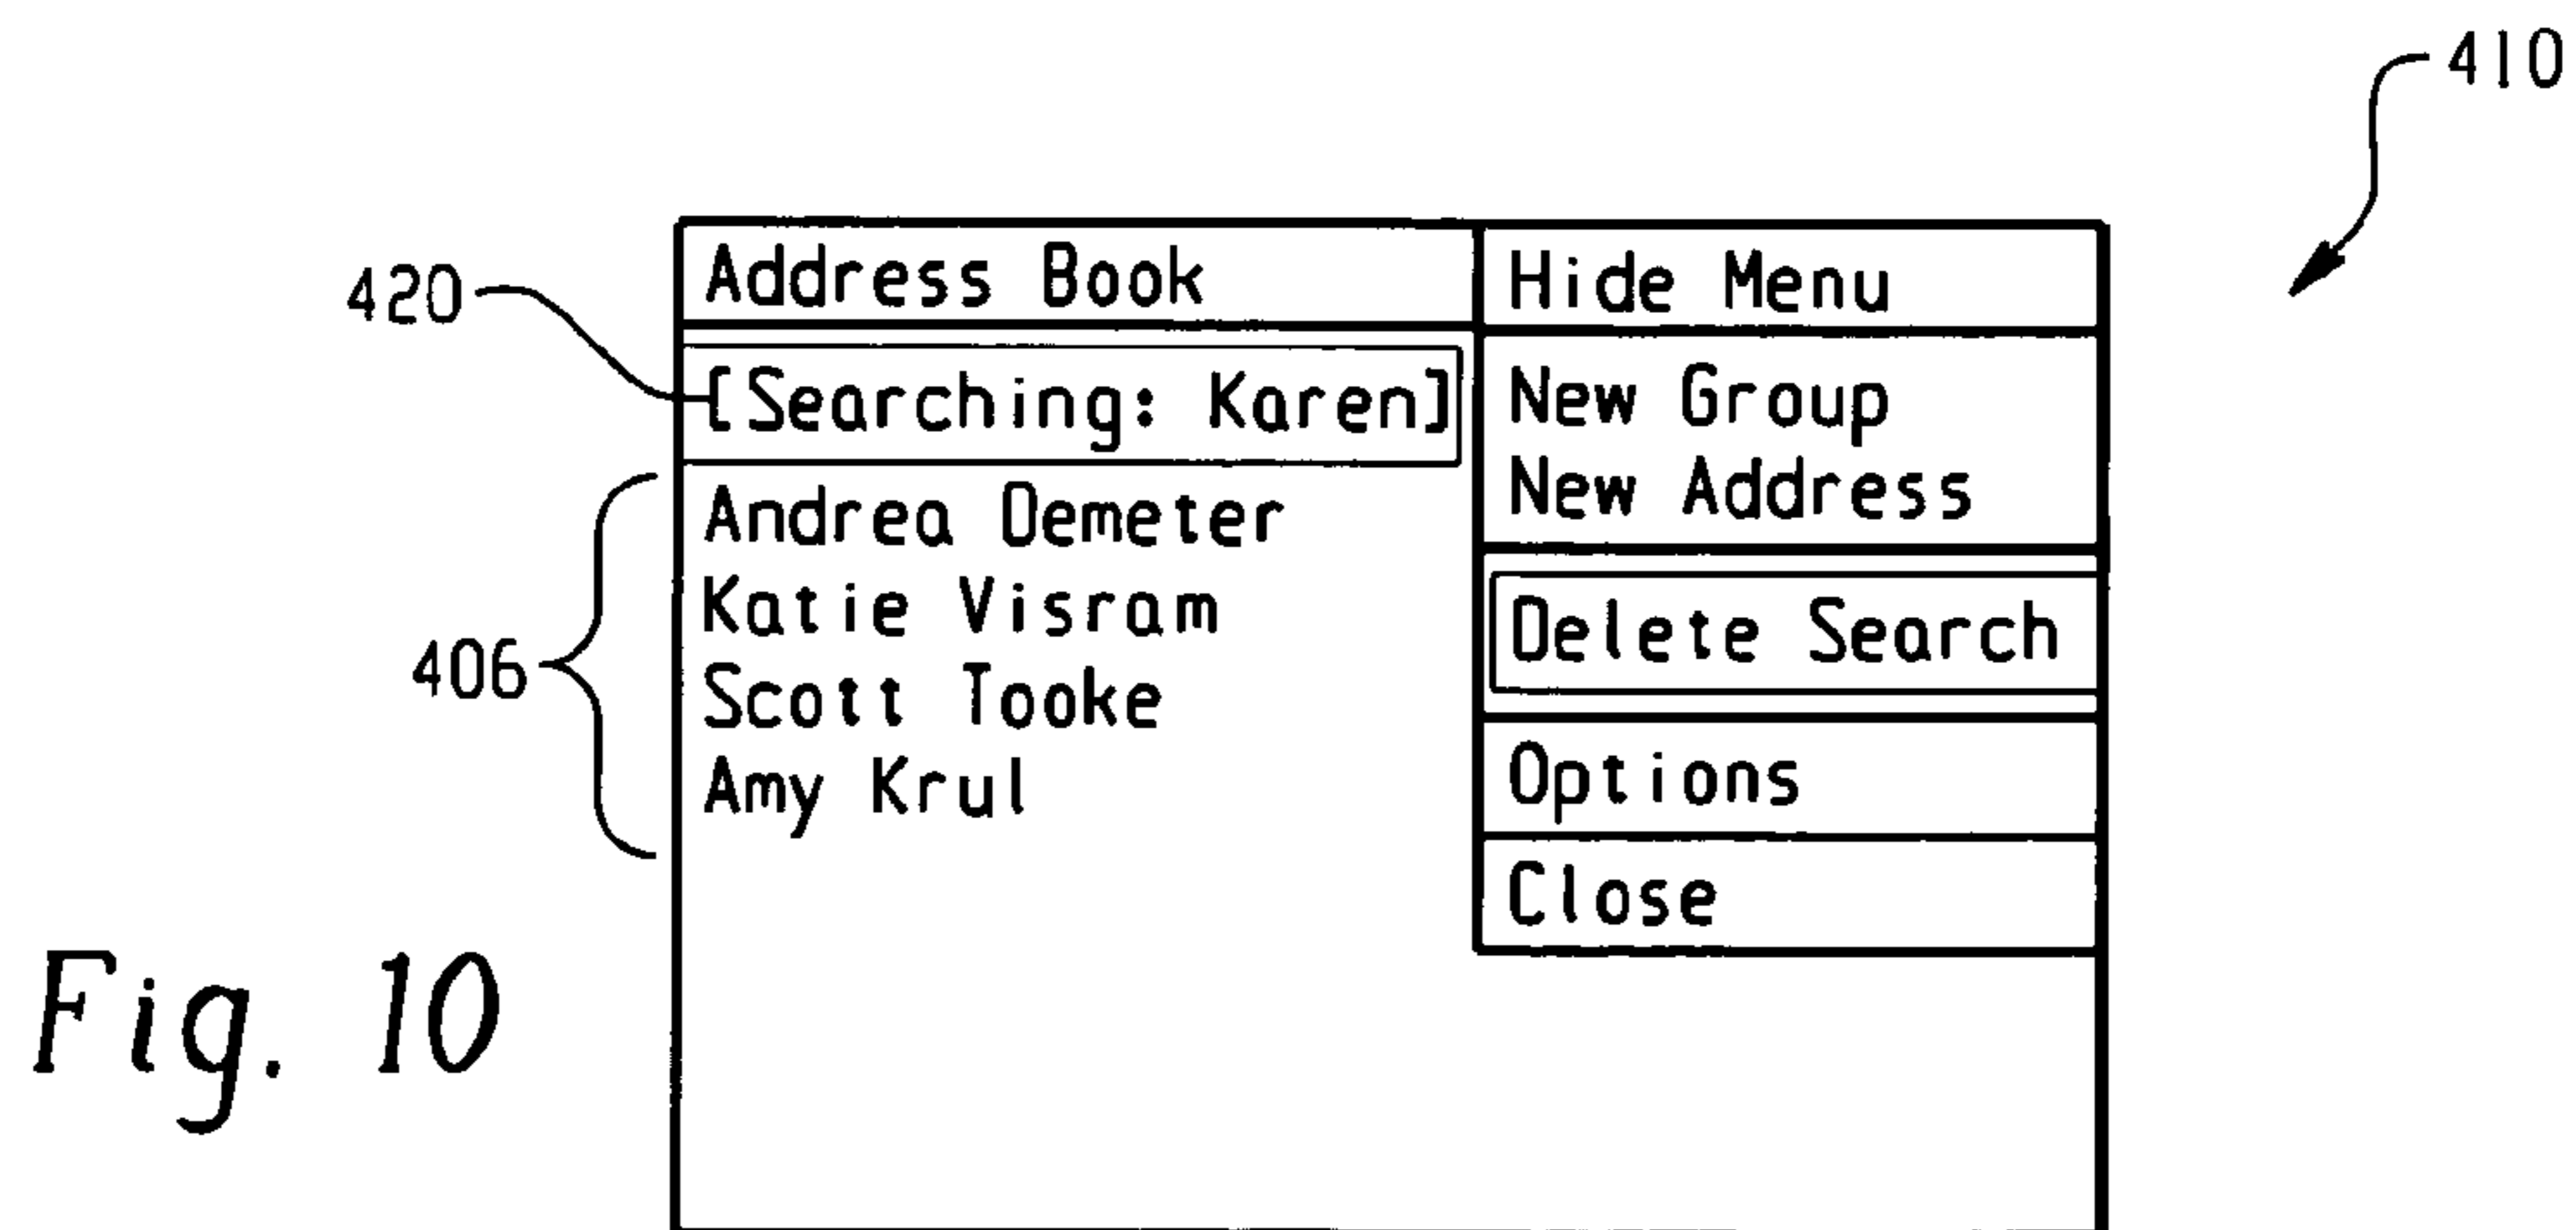 410
Address Book
Hide Menu
420
[Searching: Karen]
New Group
New Address
406
Andrea Demeter
Katie Visram
Scott Tooke
Amy Krul
Delete Search
Options
Close
Fig. 10